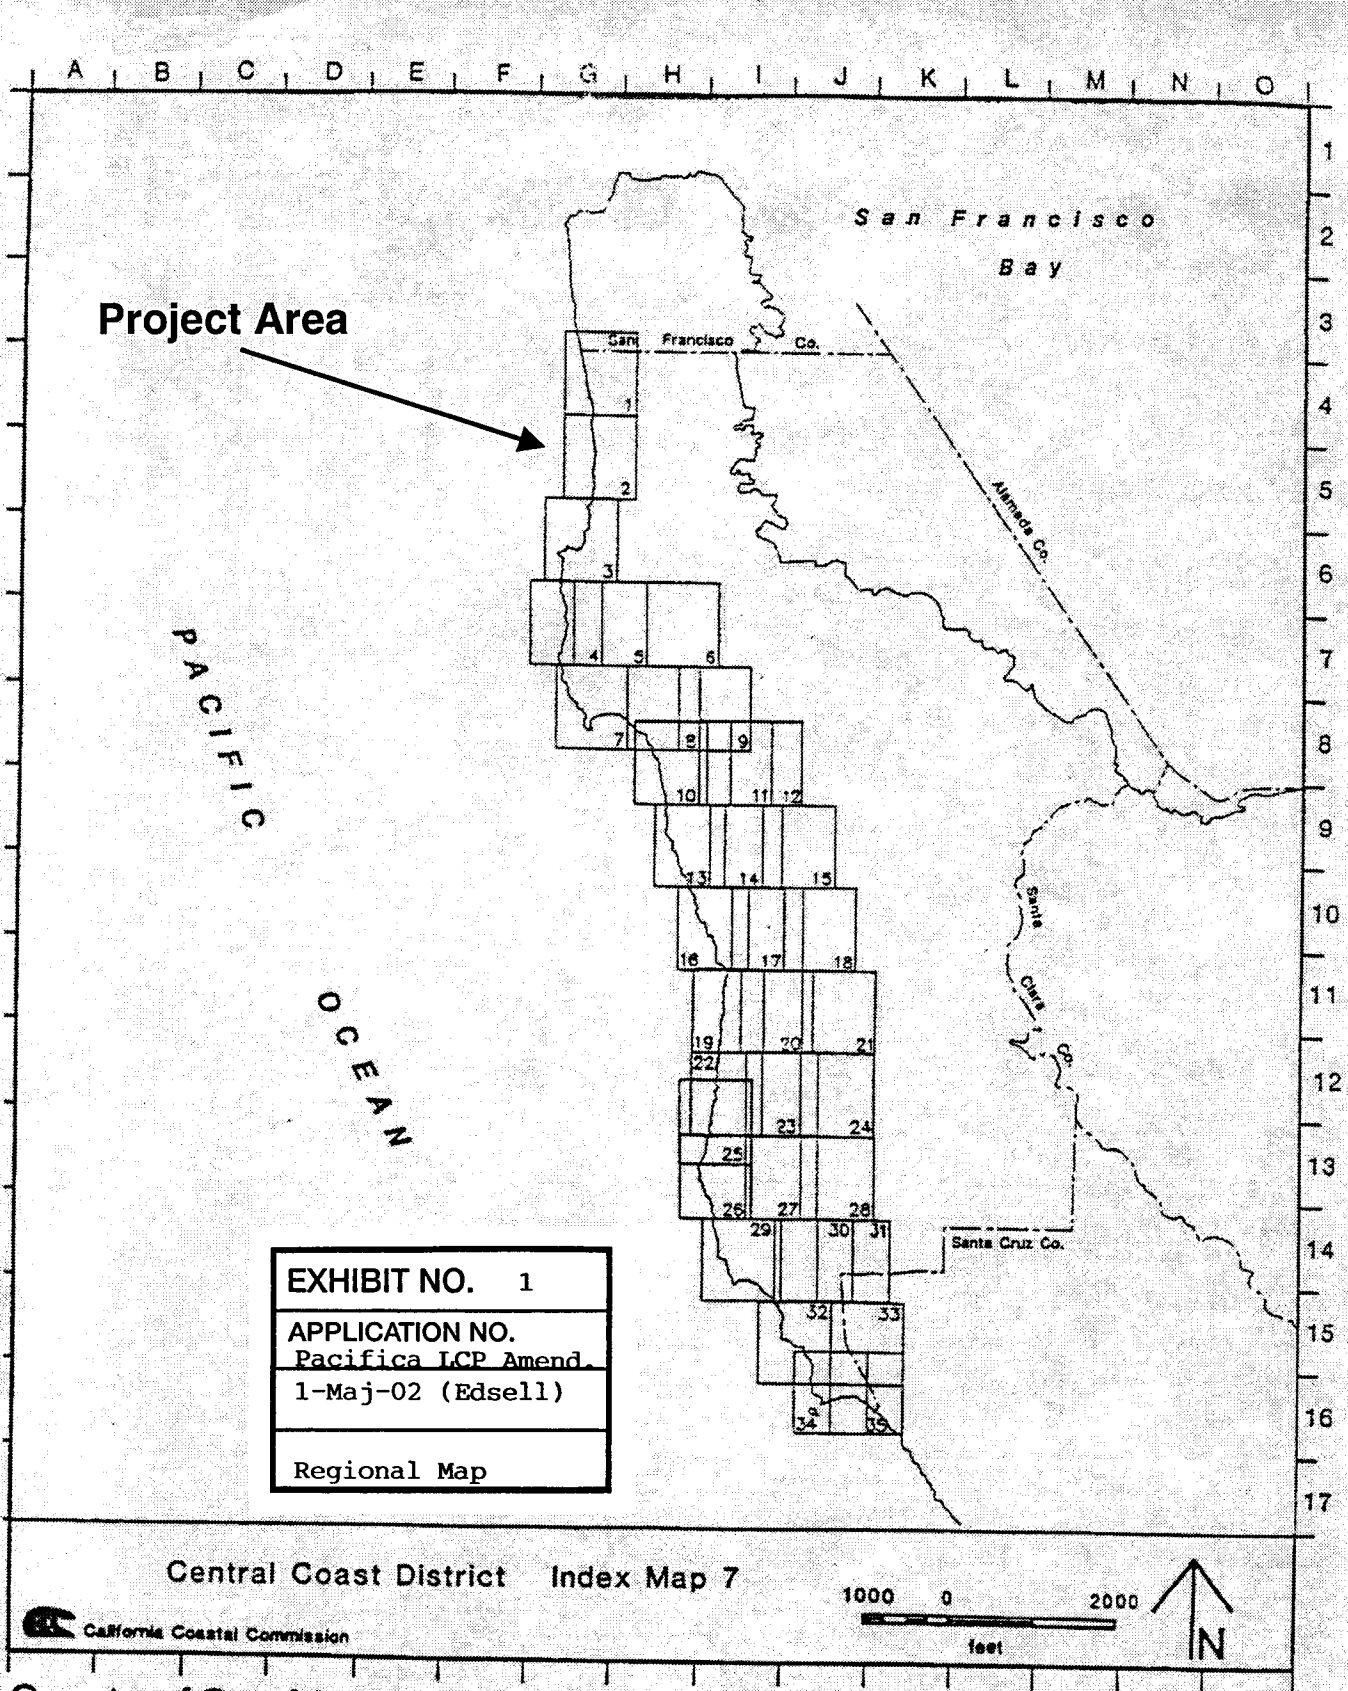 A B C D E F G H I J K L M N O
1
San Francisco
2
Bay
Project Area
3
San Francisco Co.
1
4
2
5
Alameda Co.
3
6
4 5 6
7
PACIFIC
7 8 9
8
10 11 12
9
13 14 15
Santa
10
16 17 18
Clara
11
OCEAN
19 20 21
Co.
22
12
23 24
25
13
26 27 28
29 30 31
Santa Cruz Co.
14
EXHIBIT NO. 1
32 33
15
APPLICATION NO.
Pacifica LCP Amend.
1-Maj-02 (Edsell)
34 35
16
Regional Map
17
Central Coast District Index Map 7
1000 0 2000
feet
N
California Coastal Commission